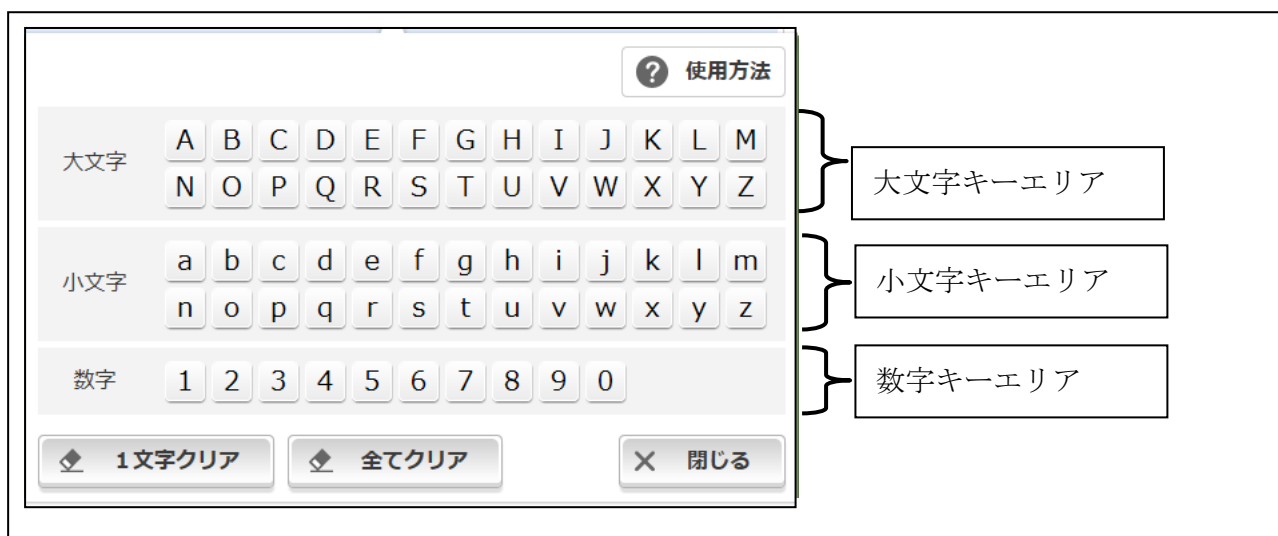 使用方法
大文字 A B C D E F G H I J K L M
N O P Q R S T U V W X Y Z
大文字キーエリア
小文字 a b c d e f g h i j k l m
n o p q r s t u v w x y z
小文字キーエリア
数字 1 2 3 4 5 6 7 8 9 0
数字キーエリア
1文字クリア 全てクリア 閉じる